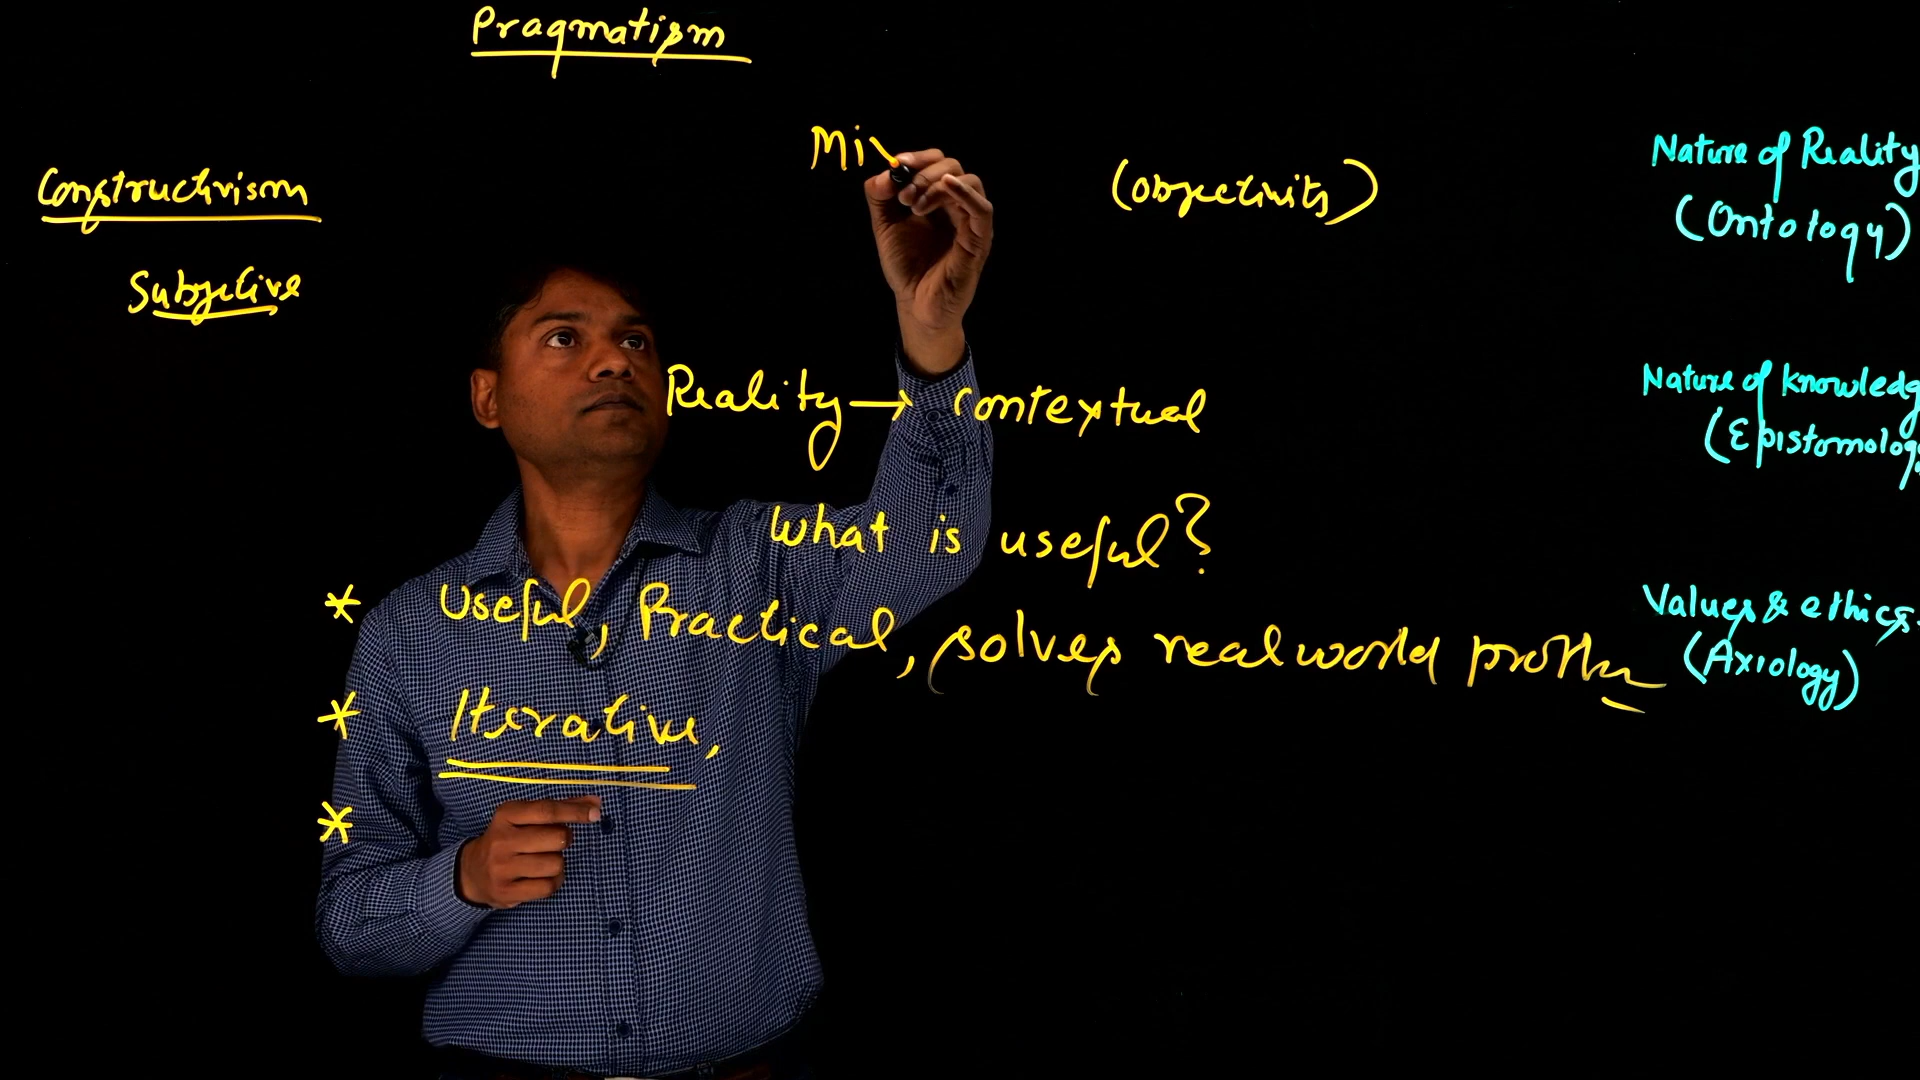 Pragmatism
Mix
Constructivism
(Objectivity)
Subjective
Reality → contextual
What is useful?
* Useful, Practical, solves real world problem
* Iterative,
*
Nature of Reality
(Ontology)
Nature of knowledg
(Epistomolog
Values & ethics
(Axiology)